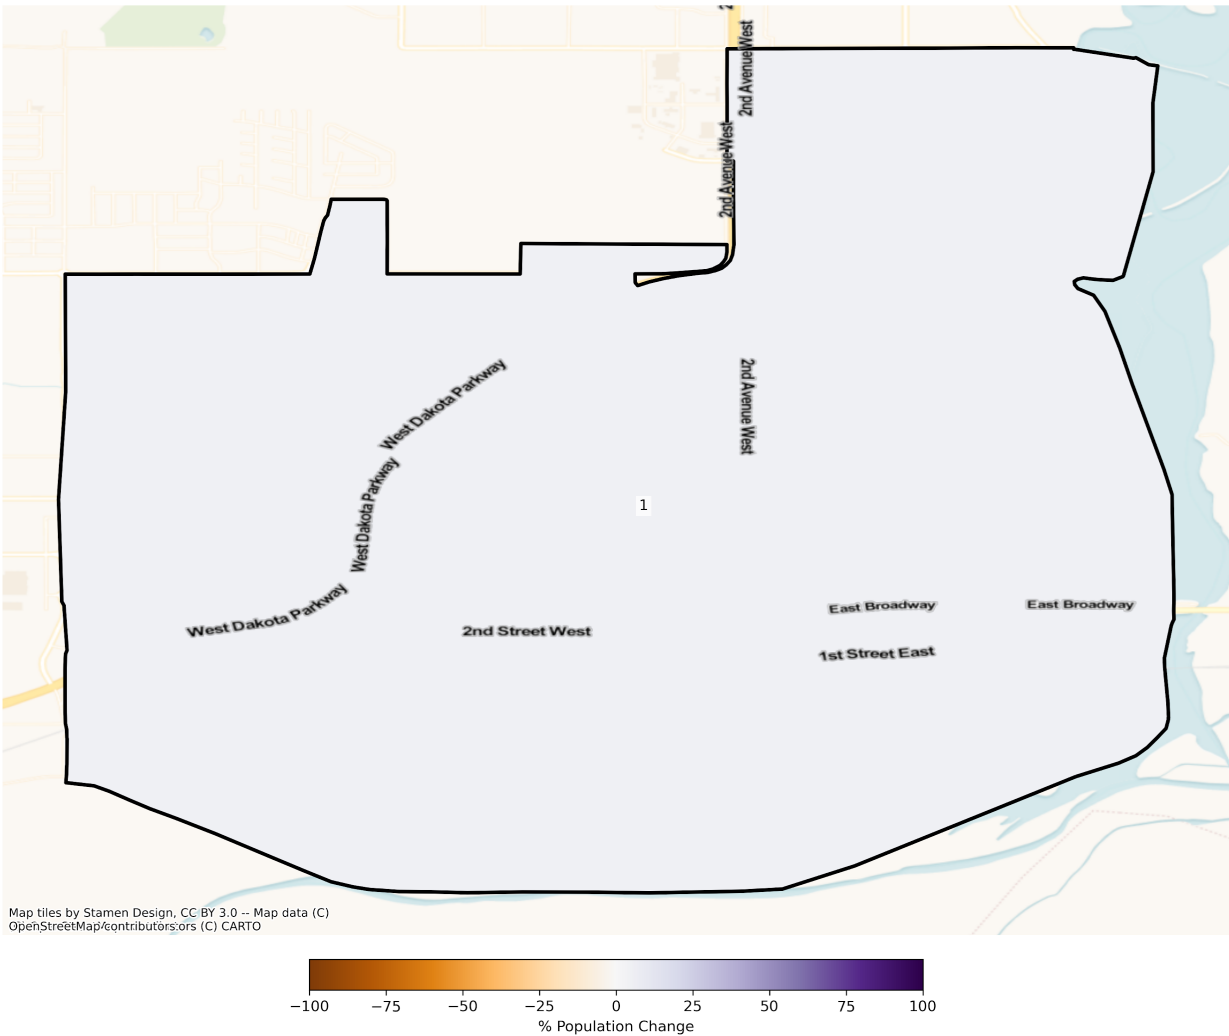 2nd Avenue West
2nd Avenue West
West Dakota Parkway
2nd Avenue West
West Dakota Parkway
1
West Dakota Parkway
East Broadway
East Broadway
2nd Street West
1st Street East
Map tiles by Stamen Design, CC BY 3.0 -- Map data (C)
OpenStreetMap contributors (C) CARTO
−100 −75 −50 −25 0 25 50 75 100
% Population Change